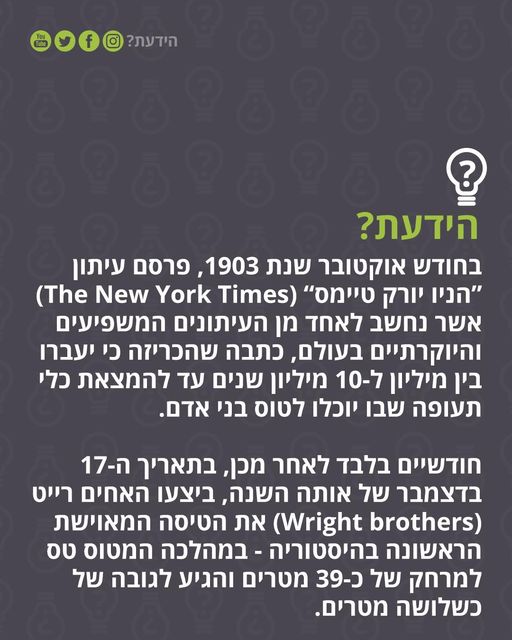 הידעת?
הידעת?
בחודש אוקטובר שנת 1903, פרסם עיתון
”הניו יורק טיימס“ (The New York Times)
אשר נחשב לאחד מן העיתונים המשפיעים
והיוקרתיים בעולם, כתבה שהכריזה כי יעברו
בין מיליון ל-10 מיליון שנים עד להמצאת כלי
תעופה שבו יוכלו לטוס בני אדם.
חודשיים בלבד לאחר מכן, בתאריך ה-17
בדצמבר של אותה השנה, ביצעו האחים רייט
(Wright brothers) את הטיסה המאוישת
הראשונה בהיסטוריה - במהלכה המטוס טס
למרחק של כ-39 מטרים והגיע לגובה של
כשלושה מטרים.